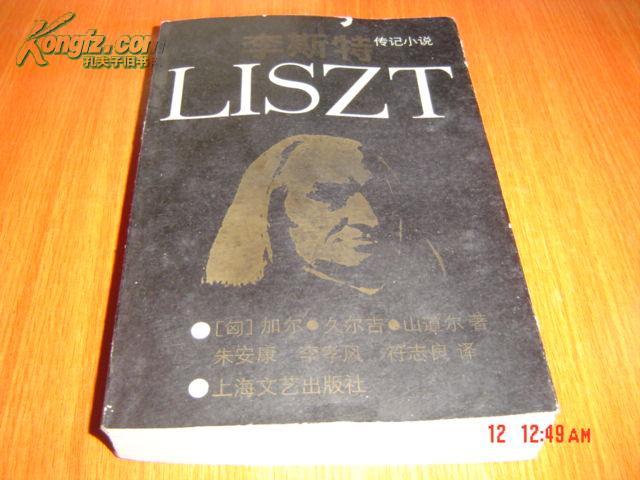 Kongfz.com
孔夫子旧书网
李斯特 传记小说
LISZT
[匈] 加尔·久尔吉·山道尔 著
朱安康 李孝风 符志良 译
上海文艺出版社
12 12:49AM